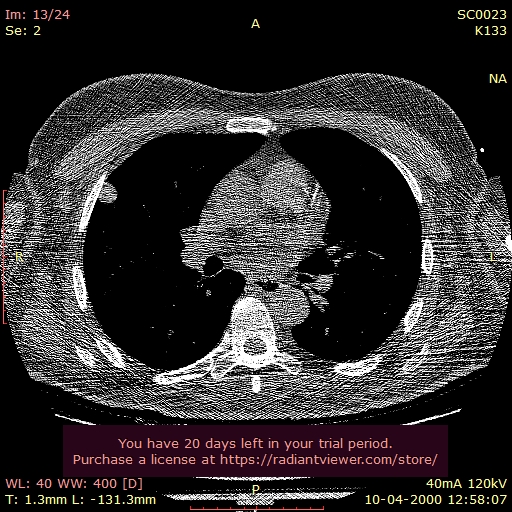 Im: 13/24
Se: 2
A
SC0023
K133
NA
R
L
You have 20 days left in your trial period.
Purchase a license at https://radiantviewer.com/store/
WL: 40 WW: 400 [D]
T: 1.3mm L: -131.3mm
P
40mA 120kV
10-04-2000 12:58:07